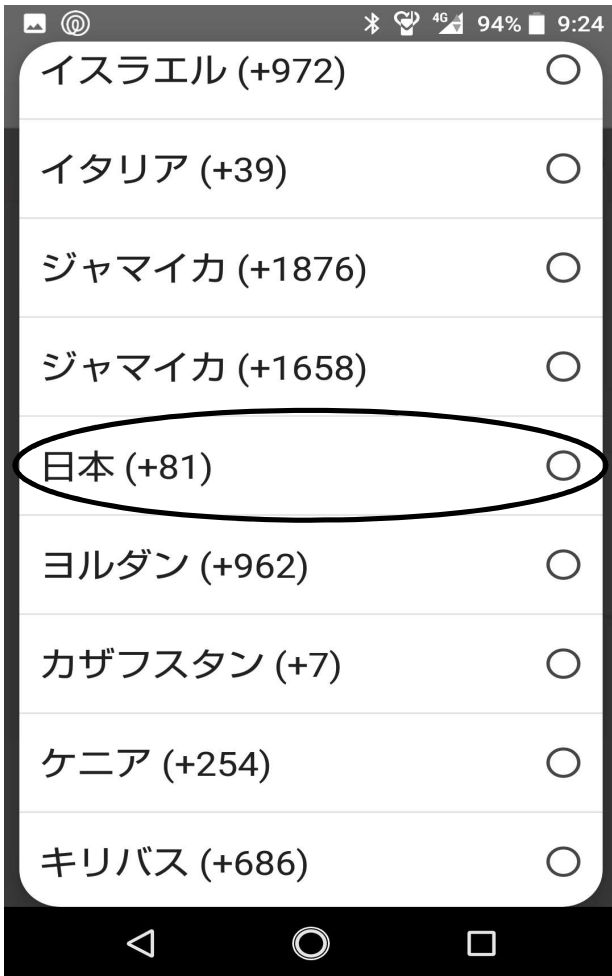 4G 94% 9:24
イスラエル (+972)
イタリア (+39)
ジャマイカ (+1876)
ジャマイカ (+1658)
日本 (+81)
ヨルダン (+962)
カザフスタン (+7)
ケニア (+254)
キリバス (+686)